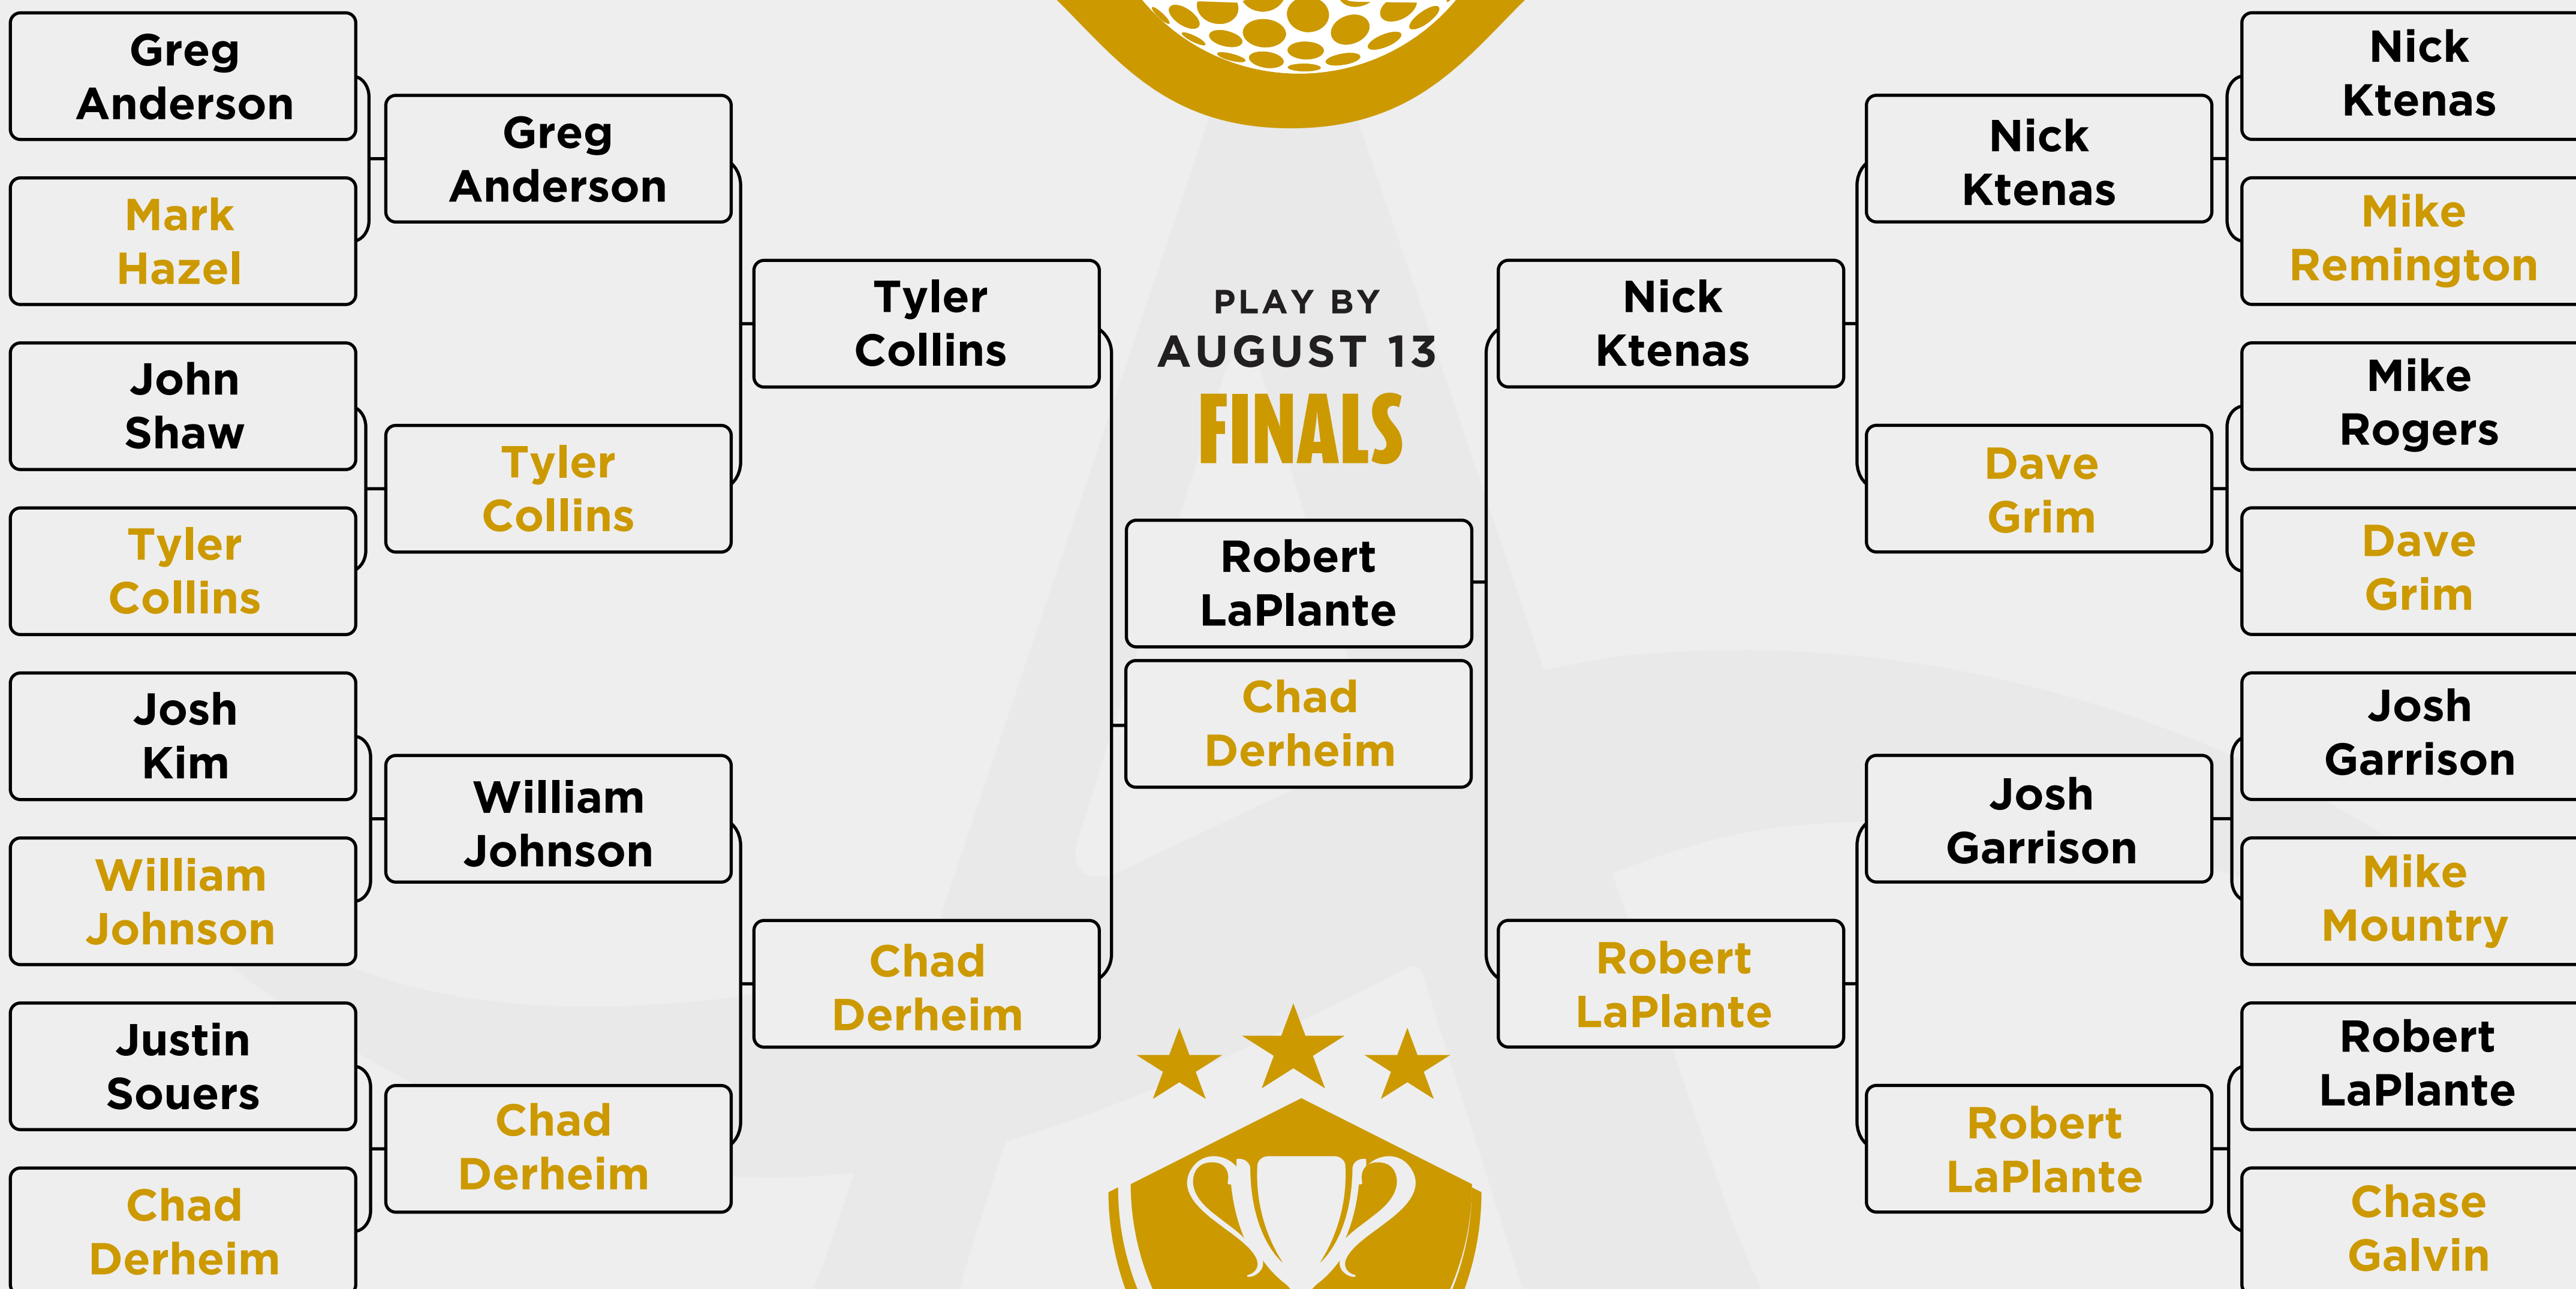 Greg
Anderson
Mark
Hazel
John
Shaw
Tyler
Collins
Josh
Kim
William
Johnson
Justin
Souers
Chad
Derheim
Greg
Anderson
Tyler
Collins
William
Johnson
Chad
Derheim
Tyler
Collins
Chad
Derheim
PLAY BY
AUGUST 13
FINALS
Robert
LaPlante
Chad
Derheim
Nick
Ktenas
Robert
LaPlante
Nick
Ktenas
Dave
Grim
Josh
Garrison
Robert
LaPlante
Nick
Ktenas
Mike
Remington
Mike
Rogers
Dave
Grim
Josh
Garrison
Mike
Mountry
Robert
LaPlante
Chase
Galvin